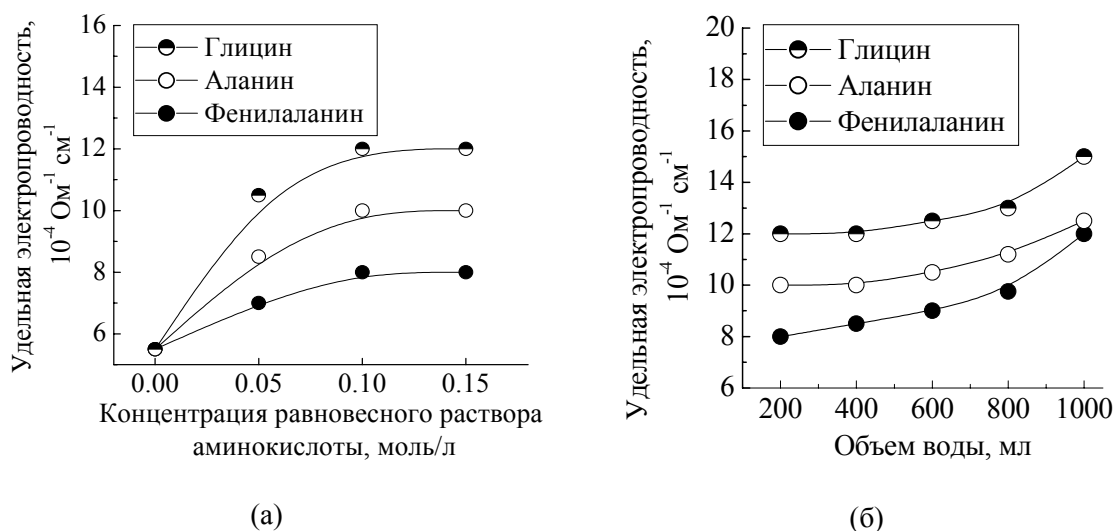 Удельная электропроводность,
10⁻⁴ Ом⁻¹ см⁻¹
16
14
12
10
8
6
Глицин
Аланин
Фенилаланин
0.00 0.05 0.10 0.15
Концентрация равновесного раствора
аминокислоты, моль/л
(а)
Удельная электропроводность,
10⁻⁴ Ом⁻¹ см⁻¹
20
18
16
14
12
10
8
6
Глицин
Аланин
Фенилаланин
200 400 600 800 1000
Объем воды, мл
(б)